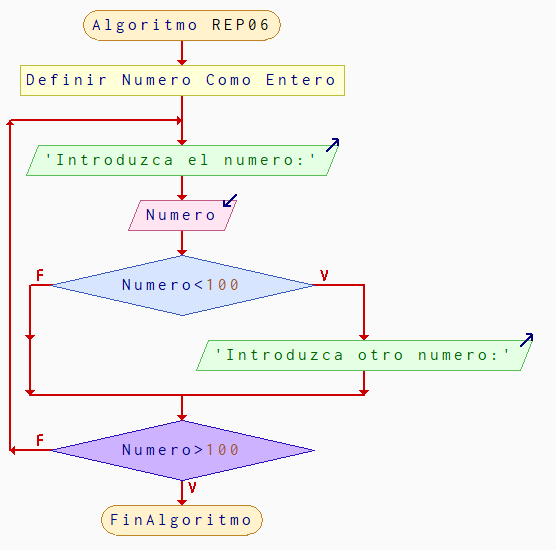 Algoritmo REP06
Definir Numero Como Entero
'Introduzca el numero:'
Numero
F
Numero<100
V
'Introduzca otro numero:'
F
Numero>100
V
FinAlgoritmo